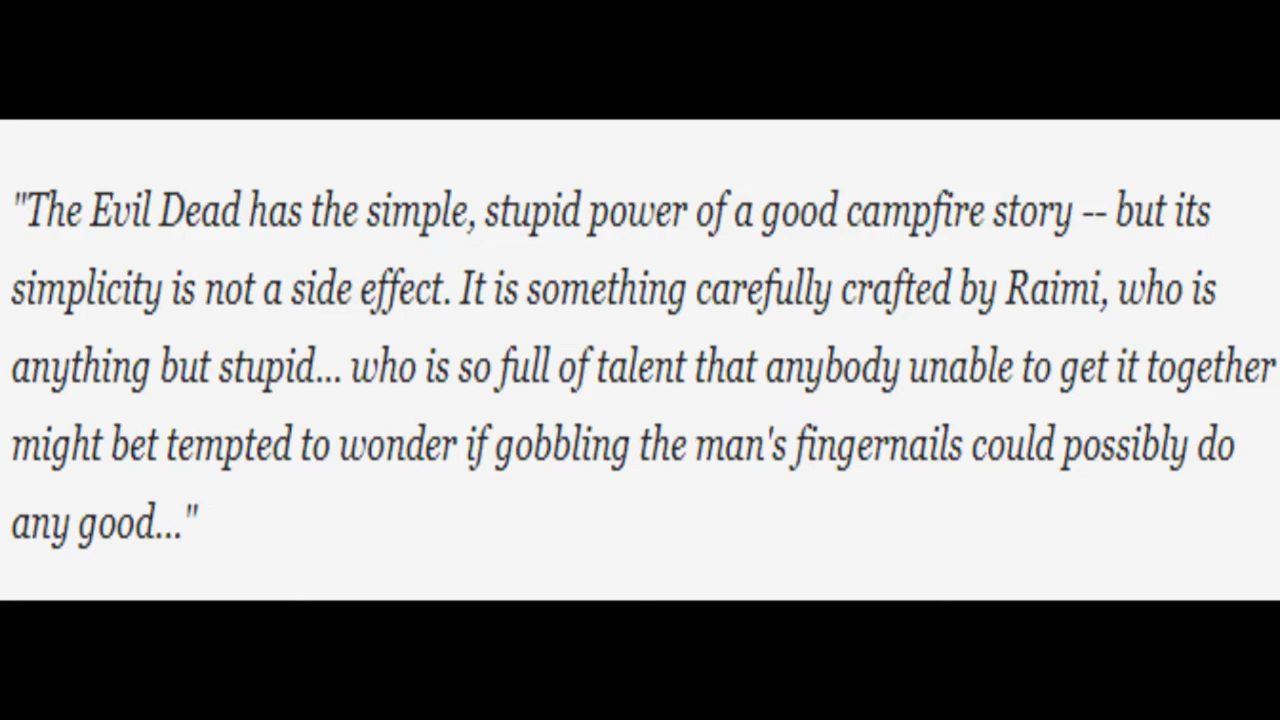 "The Evil Dead has the simple, stupid power of a good campfire story -- but its
simplicity is not a side effect. It is something carefully crafted by Raimi, who is
anything but stupid... who is so full of talent that anybody unable to get it together
might bet tempted to wonder if gobbling the man's fingernails could possibly do
any good..."